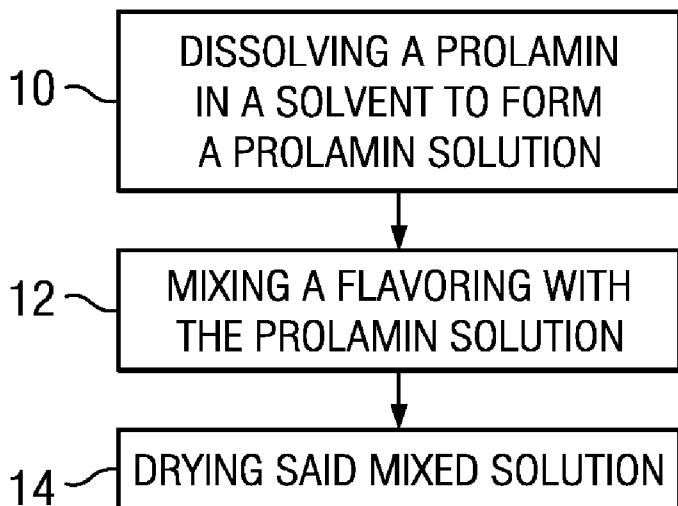 10
DISSOLVING A PROLAMIN
IN A SOLVENT TO FORM
A PROLAMIN SOLUTION
12
MIXING A FLAVORING WITH
THE PROLAMIN SOLUTION
14
DRYING SAID MIXED SOLUTION